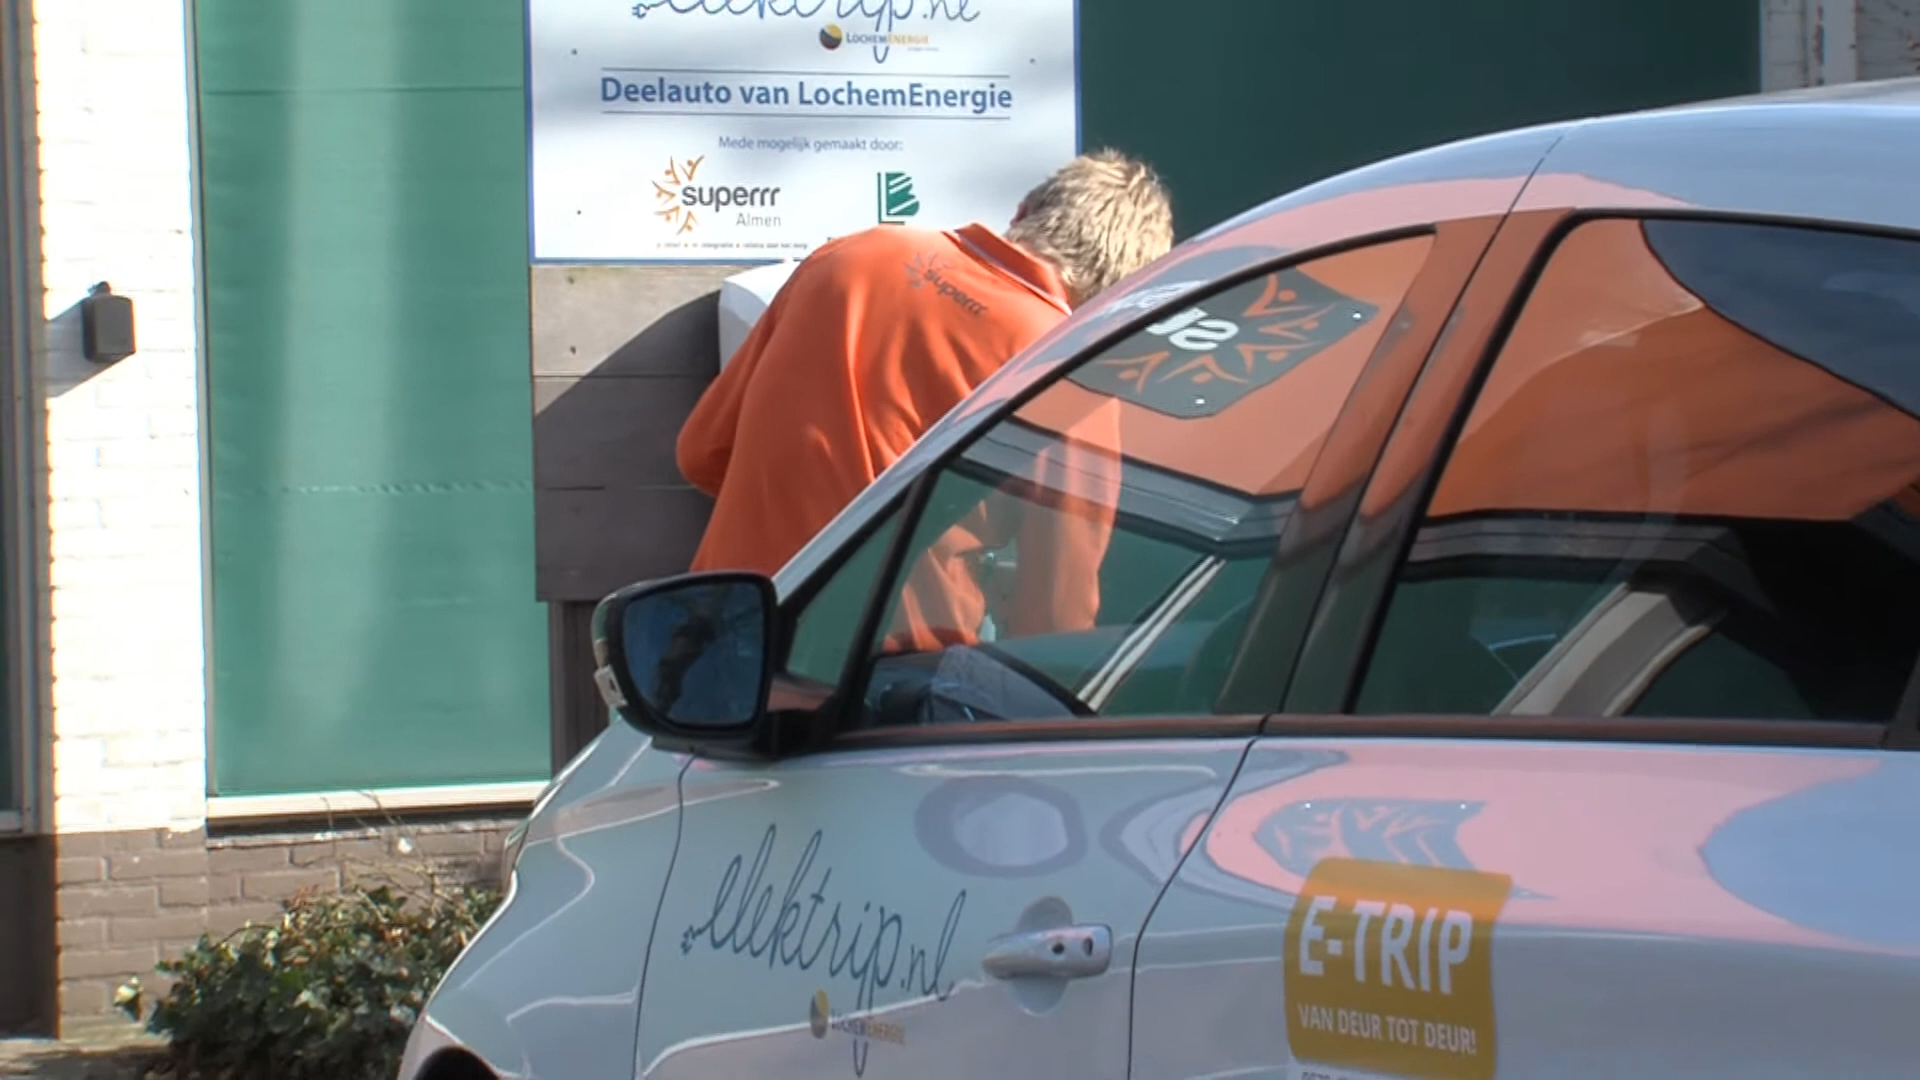 elektrip.nl
LOCHEMENERGIE
Deelauto van LochemEnergie
Mede mogelijk gemaakt door:
superrr
Almen
LB
superrr
elektrip.nl
LOCHEMENERGIE
E-TRIP
VAN DEUR TOT DEUR!